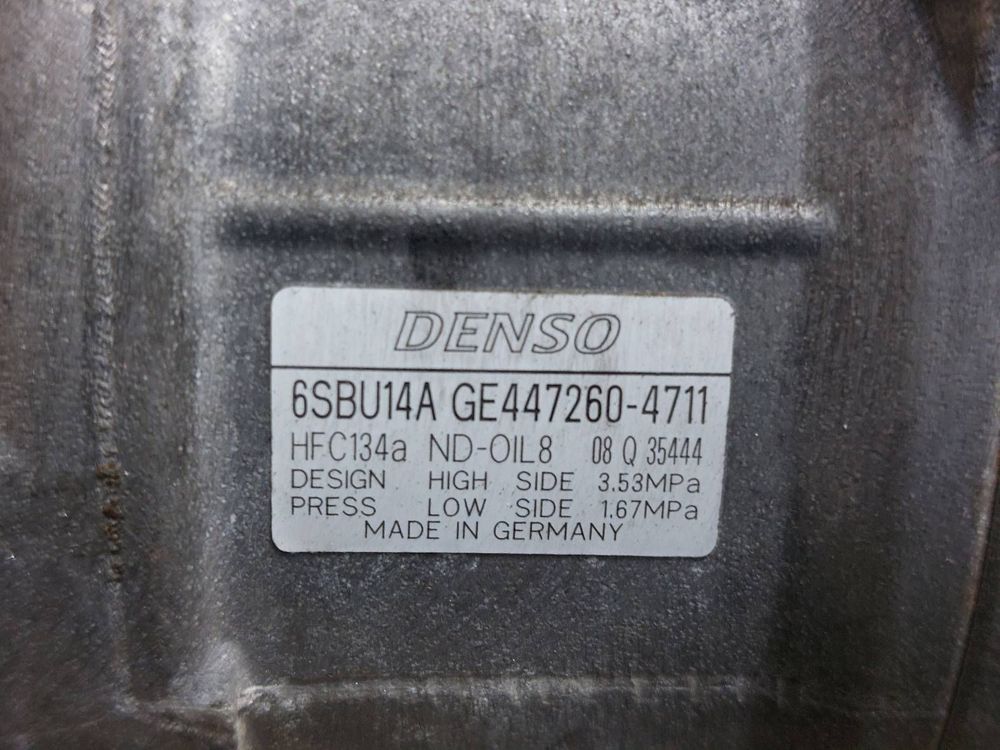 DENSO
6SBU14A GE447260-4711
HFC134a ND-OIL8 08 Q 35444
DESIGN HIGH SIDE 3.53MPa
PRESS LOW SIDE 1.67MPa
MADE IN GERMANY